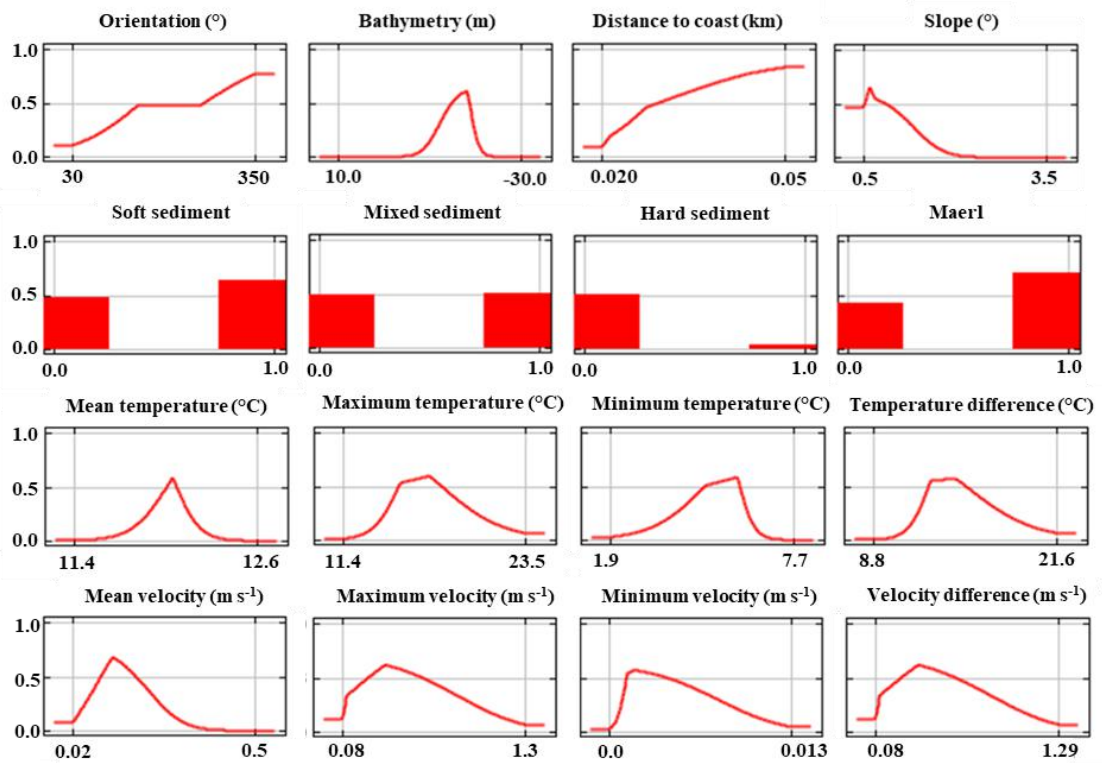 Orientation (°) Bathymetry (m) Distance to coast (km) Slope (°)
1.0
0.5
0.0
30 350 10.0 -30.0 0.020 0.05 0.5 3.5
Soft sediment Mixed sediment Hard sediment Maerl
1.0
0.5
0.0
0.0 1.0 0.0 1.0 0.0 1.0 0.0 1.0
Mean temperature (°C) Maximum temperature (°C) Minimum temperature (°C) Temperature difference (°C)
1.0
0.5
0.0
11.4 12.6 11.4 23.5 1.9 7.7 8.8 21.6
Mean velocity (m s⁻¹) Maximum velocity (m s⁻¹) Minimum velocity (m s⁻¹) Velocity difference (m s⁻¹)
1.0
0.5
0.0
0.02 0.5 0.08 1.3 0.0 0.013 0.08 1.29